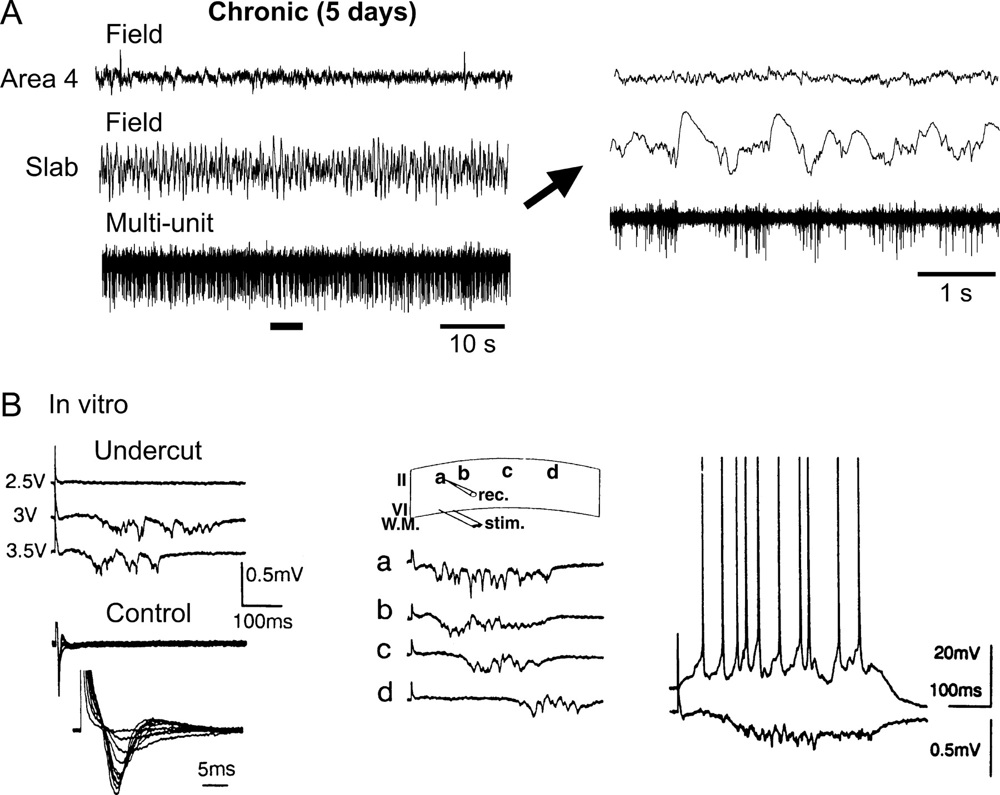 A
Chronic (5 days)
Field
Area 4
Field
Slab
Multi-unit
10 s
1 s
B In vitro
Undercut
2.5V
3V
3.5V
0.5mV
100ms
Control
5ms
II
a b c d
rec.
VI
W.M.
stim.
a
b
c
d
20mV
100ms
0.5mV